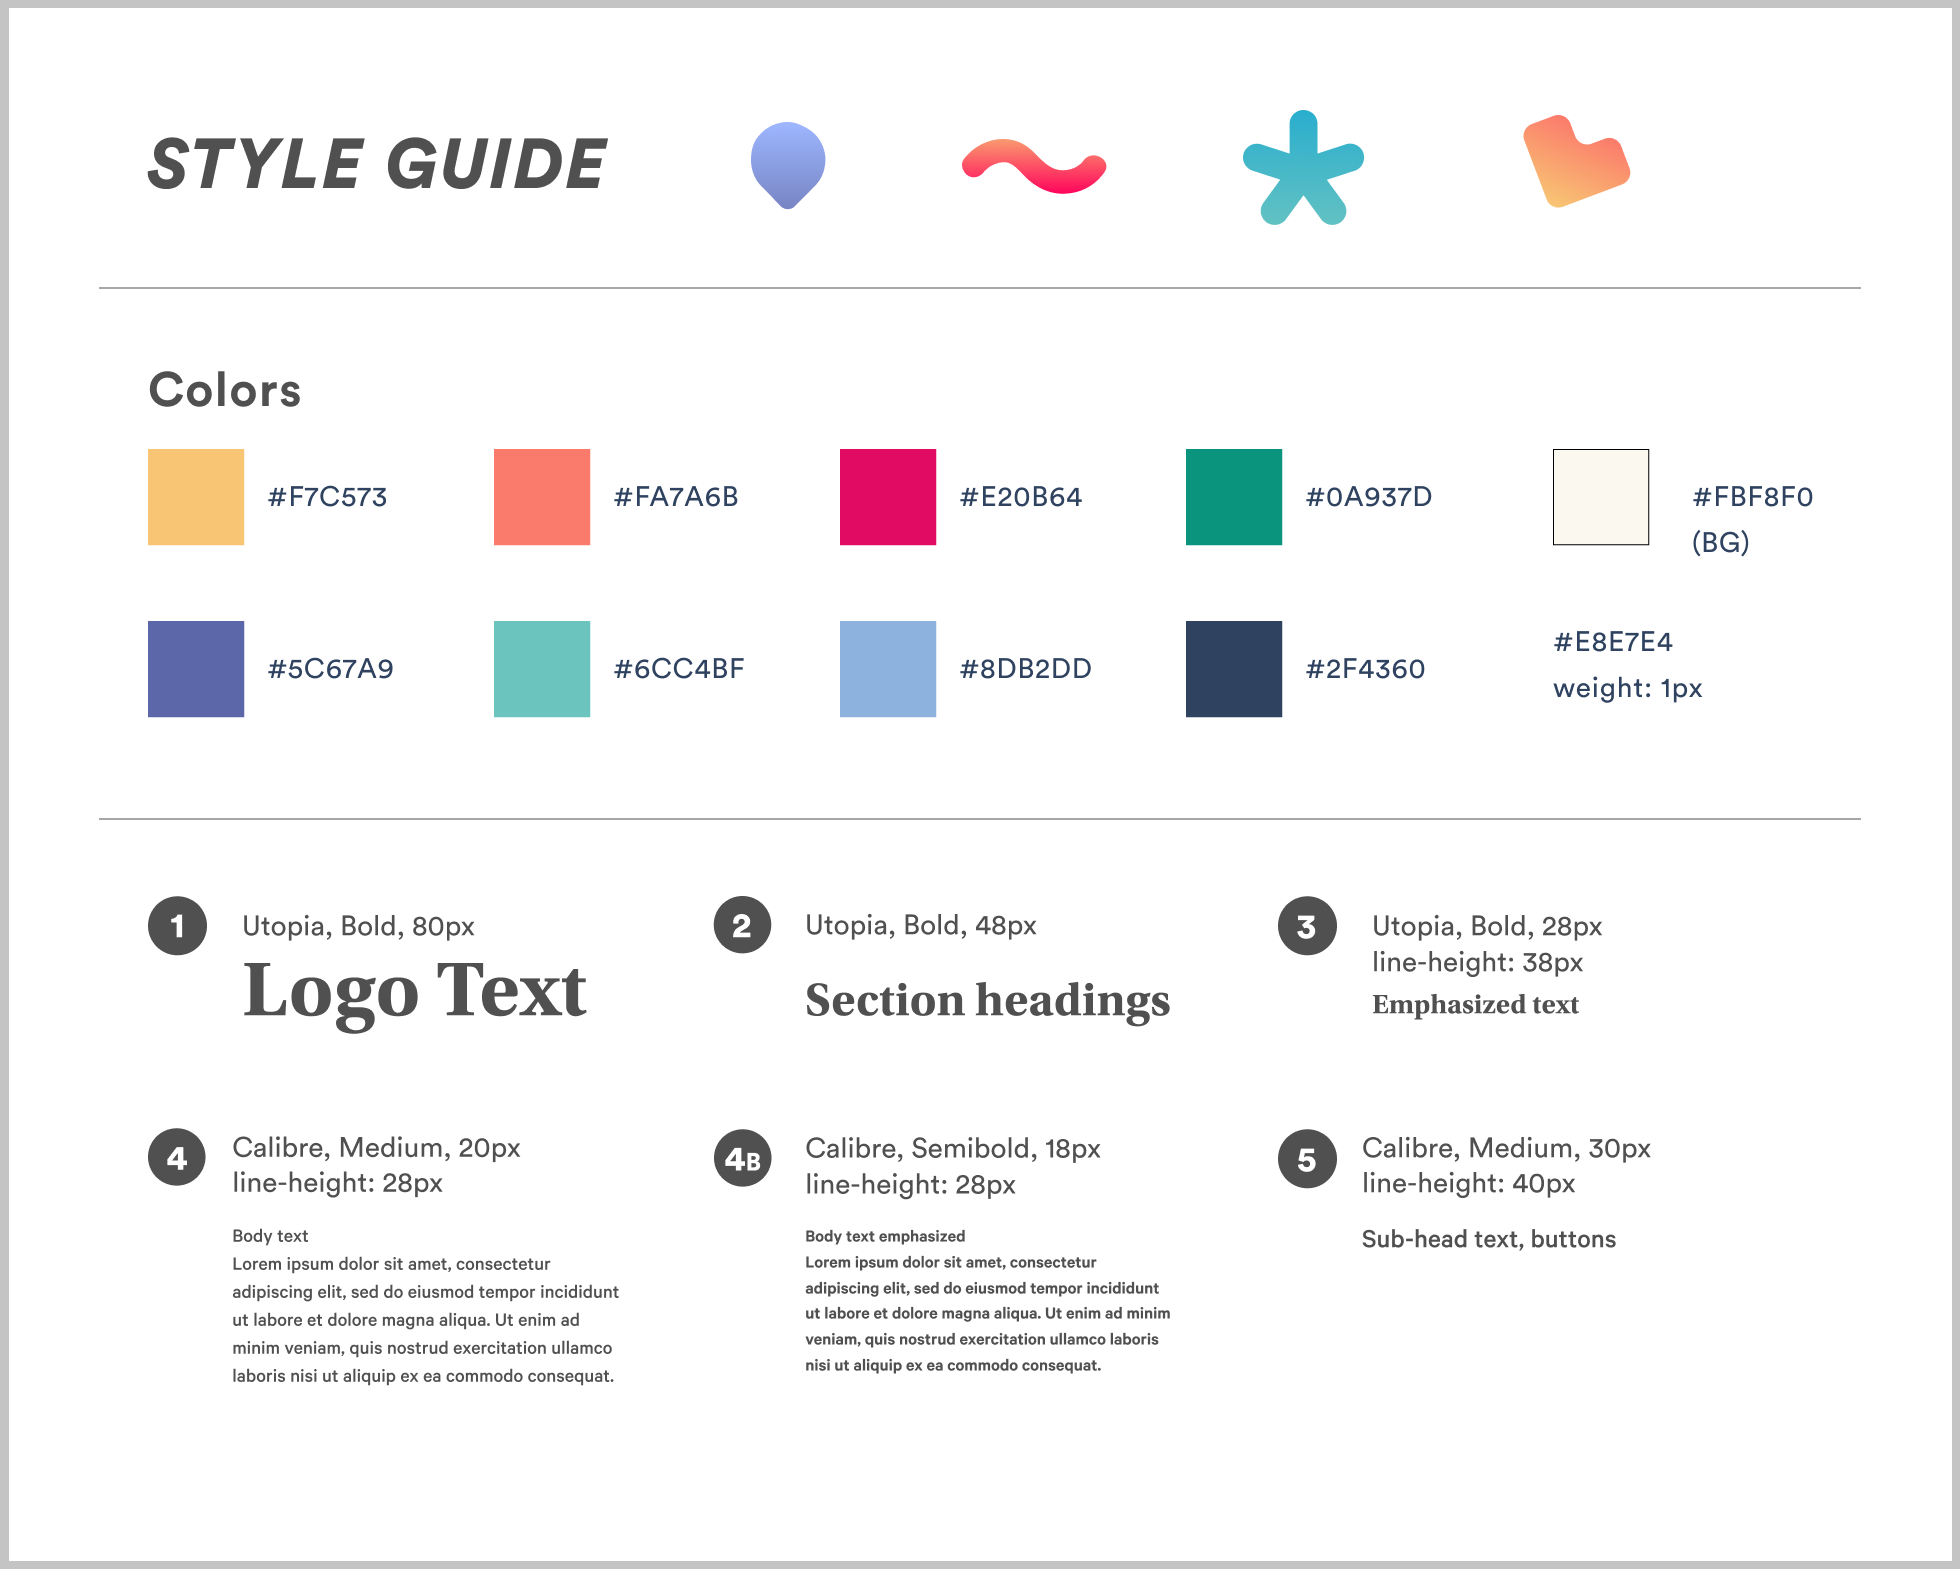 STYLE GUIDE
Colors
#F7C573
#FA7A6B
#E20B64
#0A937D
#FBF8F0
(BG)
#5C67A9
#6CC4BF
#8DB2DD
#2F4360
#E8E7E4
weight: 1px
1
Utopia, Bold, 80px
Logo Text
2
Utopia, Bold, 48px
Section headings
3
Utopia, Bold, 28px
line-height: 38px
Emphasized text
4
Calibre, Medium, 20px
line-height: 28px
Body text
Lorem ipsum dolor sit amet, consectetur
adipiscing elit, sed do eiusmod tempor incididunt
ut labore et dolore magna aliqua. Ut enim ad
minim veniam, quis nostrud exercitation ullamco
laboris nisi ut aliquip ex ea commodo consequat.
4B
Calibre, Semibold, 18px
line-height: 28px
Body text emphasized
Lorem ipsum dolor sit amet, consectetur
adipiscing elit, sed do eiusmod tempor incididunt
ut labore et dolore magna aliqua. Ut enim ad minim
veniam, quis nostrud exercitation ullamco laboris
nisi ut aliquip ex ea commodo consequat.
5
Calibre, Medium, 30px
line-height: 40px
Sub-head text, buttons